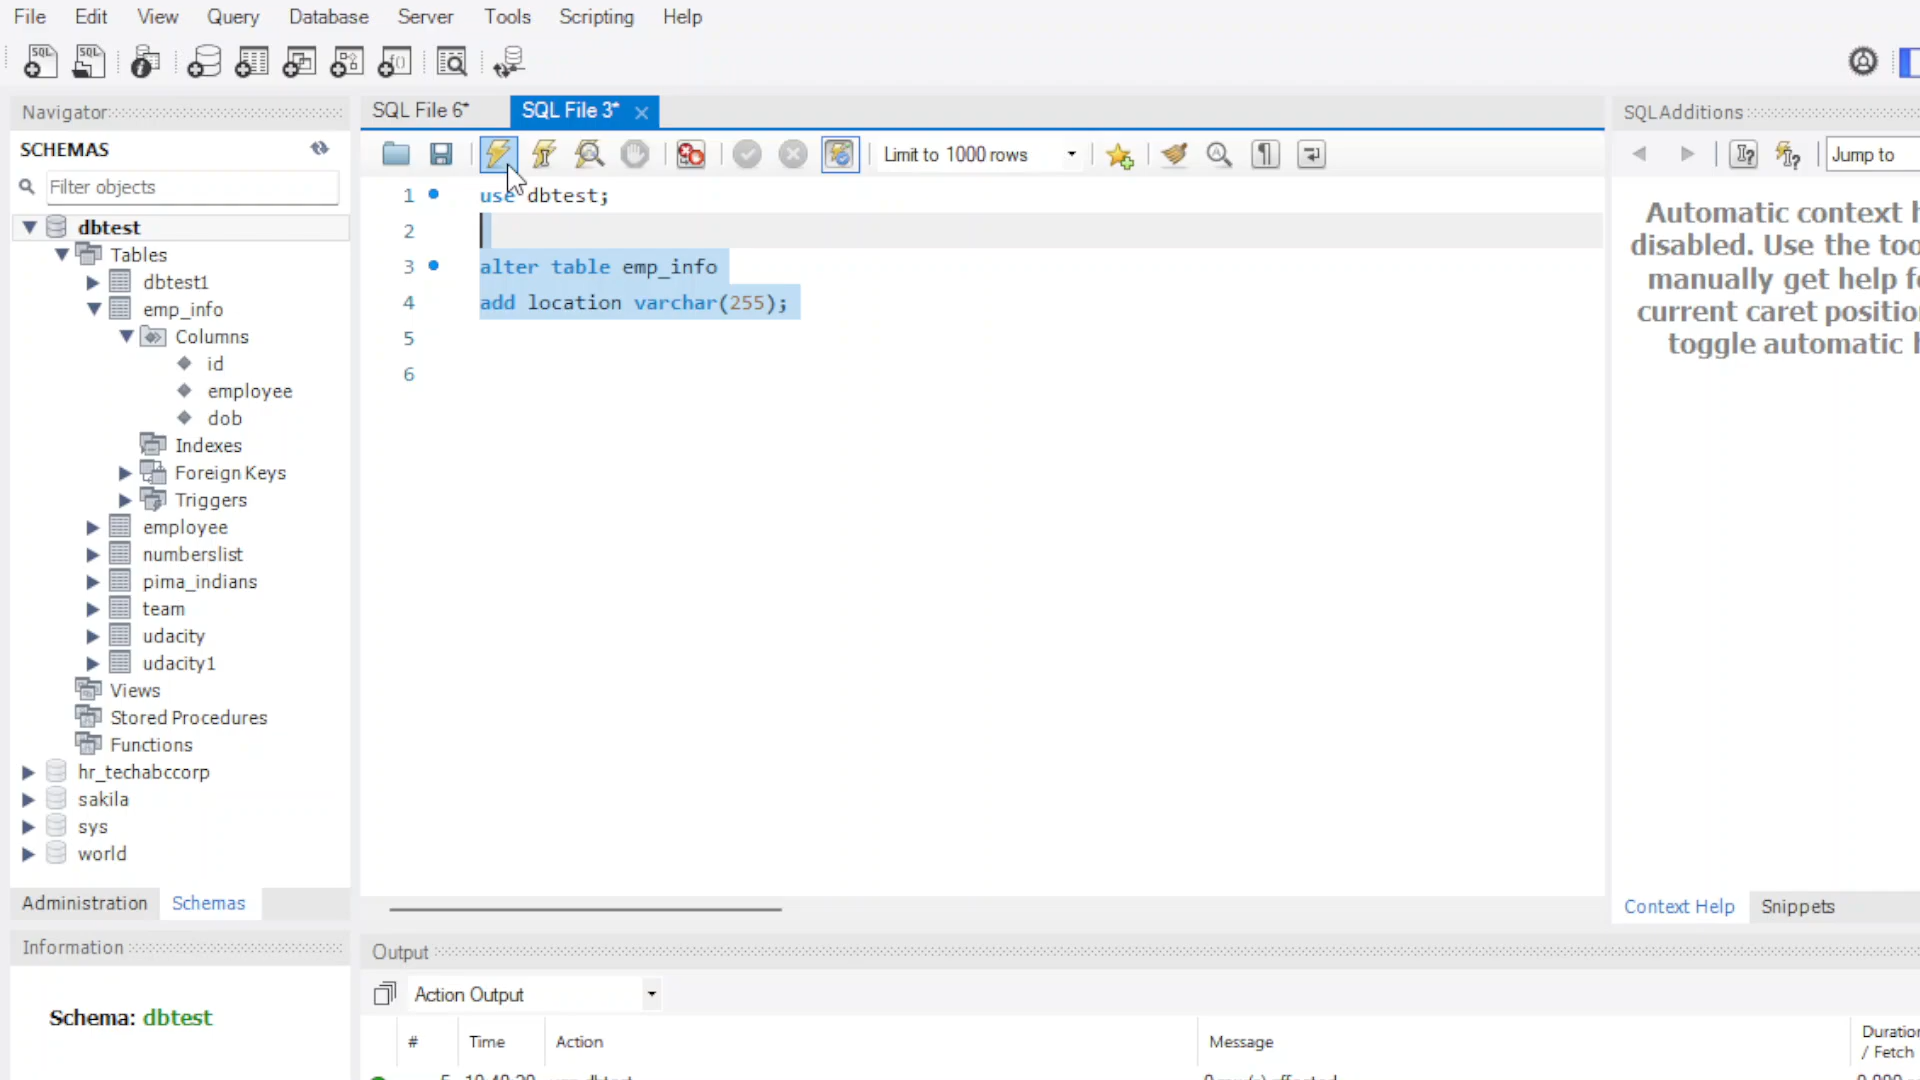 File Edit View Query Database Server Tools Scripting Help
Navigator
SCHEMAS
Filter objects
dbtest
Tables
dbtest1
emp_info
Columns
id
employee
dob
Indexes
Foreign Keys
Triggers
employee
numberslist
pima_indians
team
udacity
udacity1
Views
Stored Procedures
Functions
hr_techabccorp
sakila
sys
world
Administration Schemas
Information
Schema: dbtest
SQL File 6* SQL File 3*
Limit to 1000 rows
1 use dbtest;
2
3 alter table emp_info
4 add location varchar(255);
5
6
Output
Action Output
# Time Action Message Duration / Fetch
SQLAdditions
Jump to
Automatic context h
disabled. Use the too
manually get help fo
current caret position
toggle automatic h
Context Help Snippets